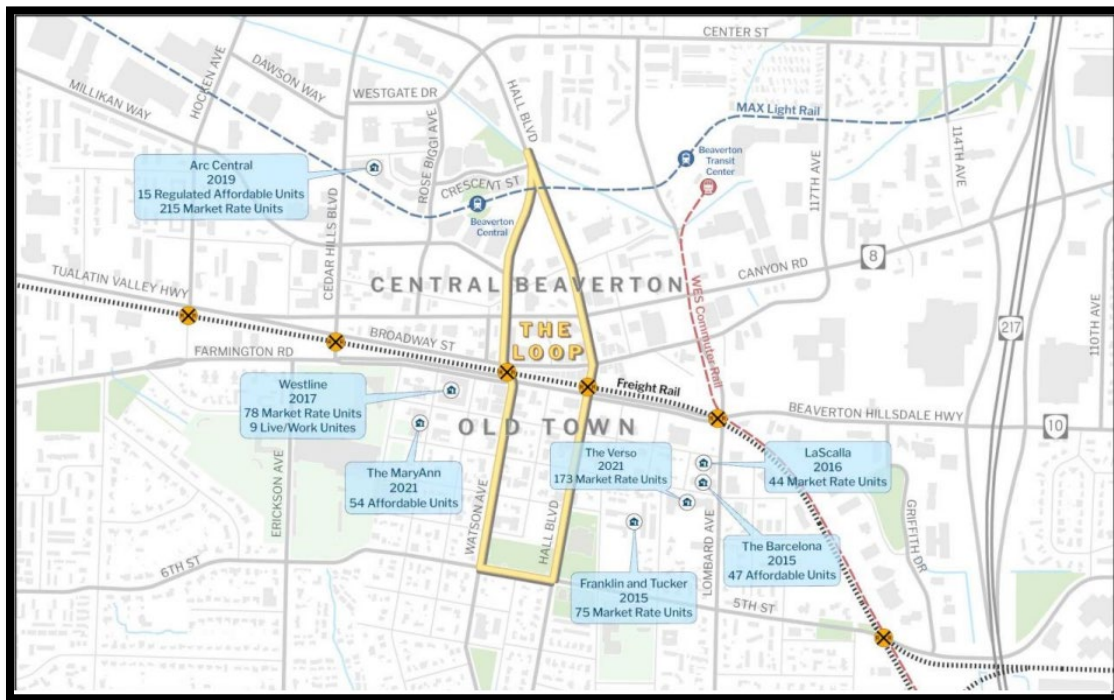 CENTER ST
HOCKEN AVE
DAWSON WAY
MILLIKAN WAY
WESTGATE DR
HALL BLVD
MAX Light Rail
ROSE BIGGI AVE
117TH AVE
114TH AVE
Arc Central
2019
15 Regulated Affordable Units
215 Market Rate Units
CRESCENT ST
Beaverton
Transit
Center
Beaverton
Central
CEDAR HILLS BLVD
TUALATIN VALLEY HWY
CENTRAL BEAVERTON
CANYON RD
8
WES Commuter Rail
217
110TH AVE
BROADWAY ST
THE
LOOP
FARMINGTON RD
Freight Rail
BEAVERTON HILLSDALE HWY
10
Westline
2017
78 Market Rate Units
9 Live/Work Unites
OLD TOWN
The MaryAnn
2021
54 Affordable Units
The Verso
2021
173 Market Rate Units
LaScalla
2016
44 Market Rate Units
ERICKSON AVE
WATSON AVE
HALL BLVD
LOMBARD AVE
GRIFFITH DR
The Barcelona
2015
47 Affordable Units
6TH ST
Franklin and Tucker
2015
75 Market Rate Units
5TH ST